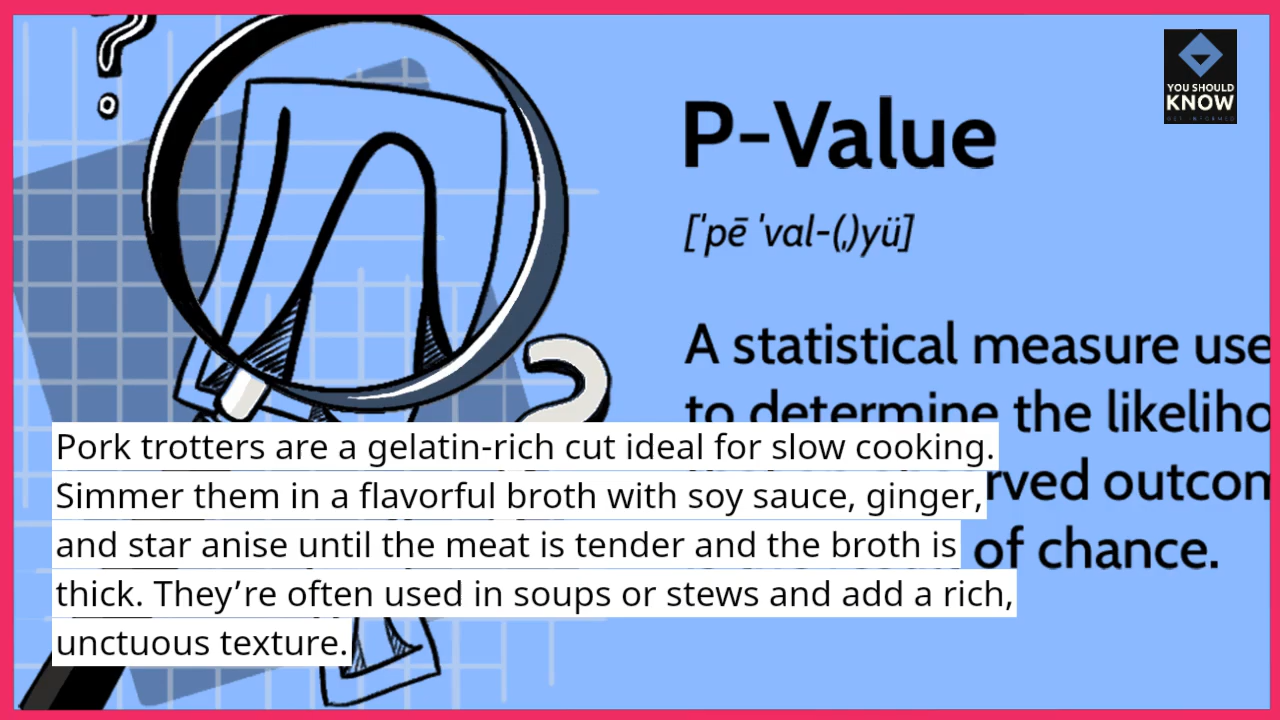 ?
YOU SHOULD
KNOW
GET INFORMED
P-Value
[ˈpē ˈval-(ˌ)yü]
A statistical measure use
to determine the likeliho
rved outcom
of chance.
Pork trotters are a gelatin-rich cut ideal for slow cooking.
Simmer them in a flavorful broth with soy sauce, ginger,
and star anise until the meat is tender and the broth is
thick. They’re often used in soups or stews and add a rich,
unctuous texture.